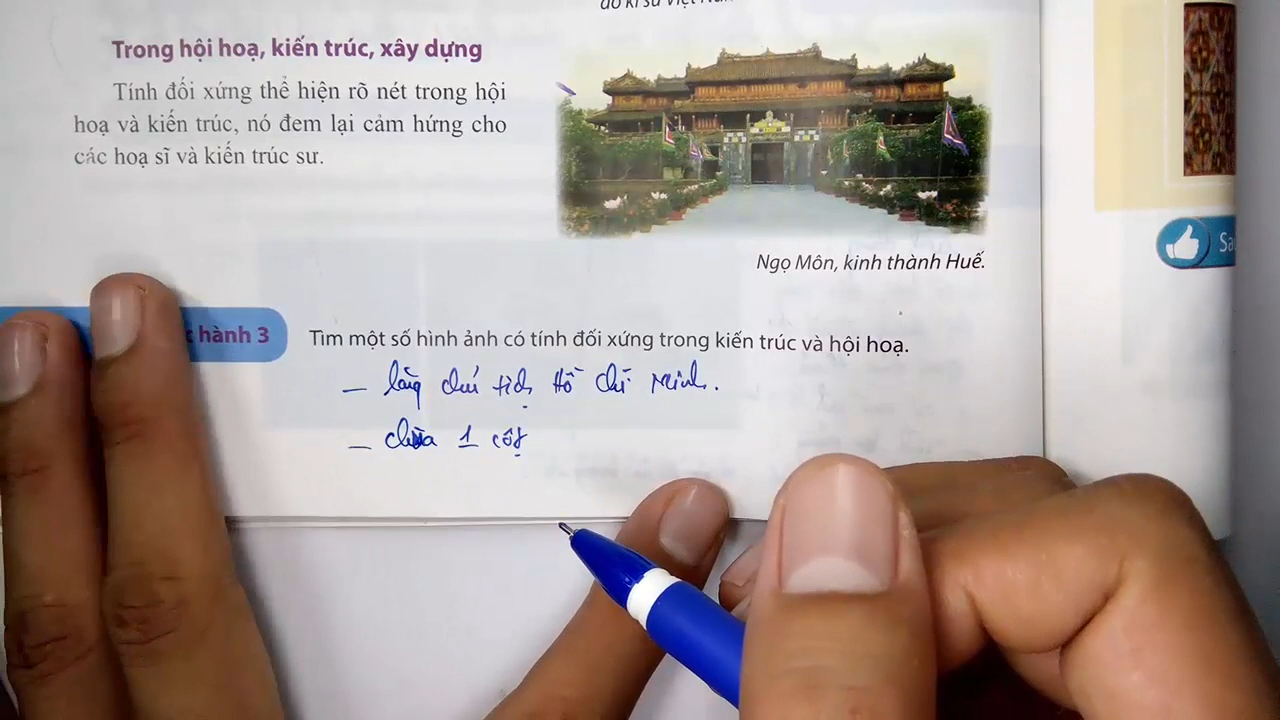 Trong hội hoạ, kiến trúc, xây dựng
Tính đối xứng thể hiện rõ nét trong hội
hoạ và kiến trúc, nó đem lại cảm hứng cho
các hoạ sĩ và kiến trúc sư.
Ngọ Môn, kinh thành Huế.
hành 3 Tìm một số hình ảnh có tính đối xứng trong kiến trúc và hội hoạ.
– lăng chủ tịch Hồ Chí Minh.
– chùa 1 cột